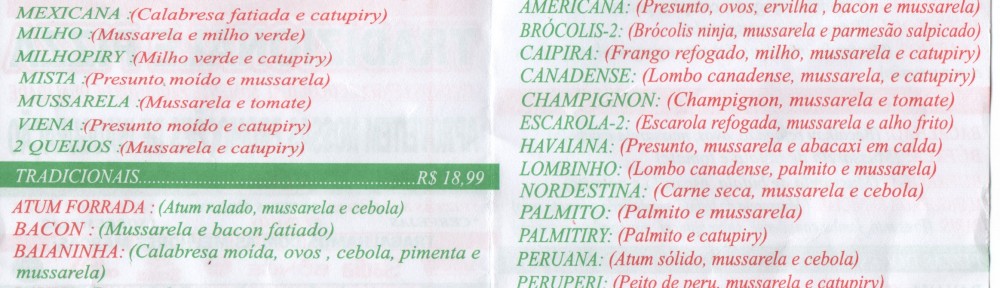 MEXICANA :(Calabresa fatiada e catupiry)
MILHO :(Mussarela e milho verde)
MILHOPIRY :(Milho verde e catupiry)
MISTA :(Presunto moído e mussarela)
MUSSARELA :(Mussarela e tomate)
VIENA :(Presunto moído e catupiry)
2 QUEIJOS :(Mussarela e catupiry)
TRADICIONAIS..........................................................R$ 18,99
ATUM FORRADA : (Atum ralado, mussarela e cebola)
BACON : (Mussarela e bacon fatiado)
BAIANINHA: (Calabresa moída, ovos , cebola, pimenta e
mussarela)
AMERICANA: (Presunto, ovos, ervilha , bacon e mussarela)
BRÓCOLIS-2: (Brócolis ninja, mussarela e parmesão salpicado)
CAIPIRA: (Frango refogado, milho, mussarela e catupiry)
CANADENSE: (Lombo canadense, mussarela, e catupiry)
CHAMPIGNON: (Champignon, mussarela e tomate)
ESCAROLA-2: (Escarola refogada, mussarela e alho frito)
HAVAIANA: (Presunto, mussarela e abacaxi em calda)
LOMBINHO: (Lombo canadense, palmito e mussarela)
NORDESTINA: (Carne seca, mussarela e cebola)
PALMITO: (Palmito e mussarela)
PALMITIRY: (Palmito e catupiry)
PERUANA: (Atum sólido, mussarela e cebola)
PERUPERI: (Peito de peru, mussarela e catupiry)